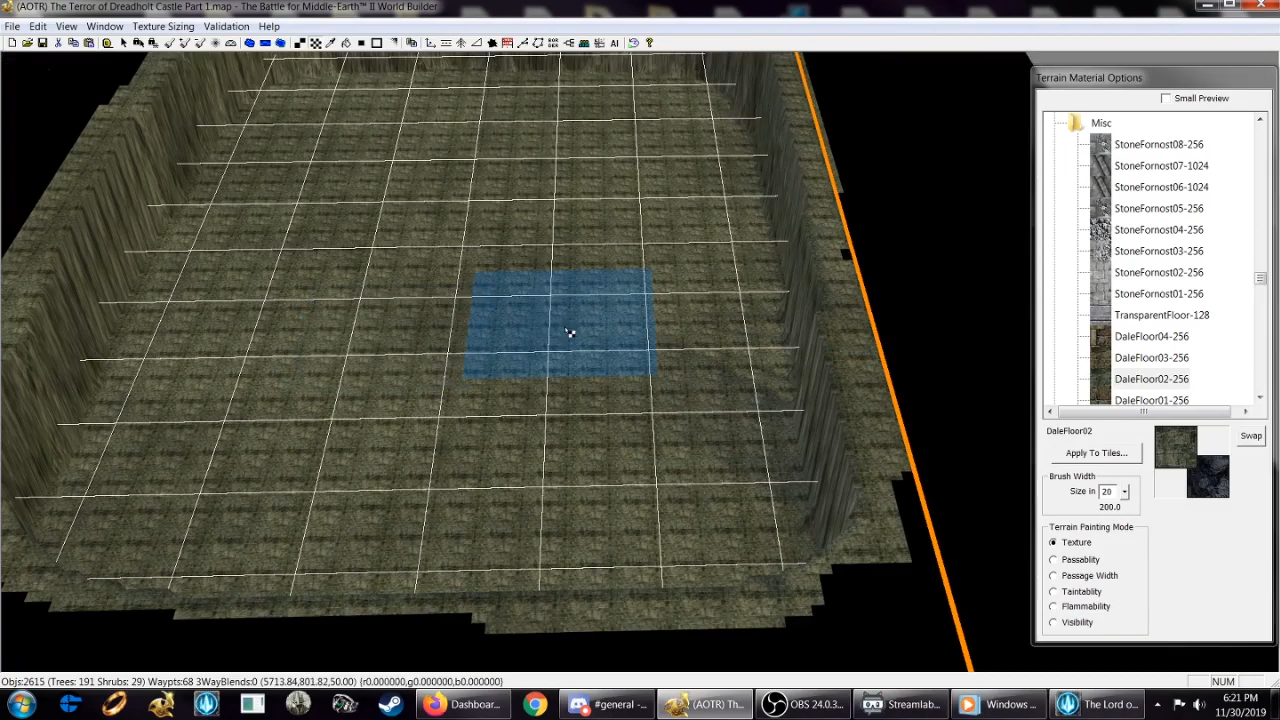 (AOTR) The Terror of Dreadholt Castle Part 1.map - The Battle for Middle-Earth™ II World Builder
File Edit View Window Texture Sizing Validation Help
AI
Terrain Material Options
Small Preview
Misc
StoneFornost08-256
StoneFornost07-1024
StoneFornost06-1024
StoneFornost05-256
StoneFornost04-256
StoneFornost03-256
StoneFornost02-256
StoneFornost01-256
TransparentFloor-128
DaleFloor04-256
DaleFloor03-256
DaleFloor02-256
DaleFloor01-256
DaleFloor02
Swap
Apply To Tiles...
Brush Width
Size in 20
200.0
Terrain Painting Mode
Texture
Passablity
Passage Width
Taintablity
Flammability
Visibility
Objs:2615 (Trees: 191 Shrubs: 29) Waypts:68 3WayBlends:0 (5713.84,801.82,50.00) {r0.000000,g0.000000,b0.000000}
NUM
Dashboar...
#general -...
(AOTR) Th...
OBS 24.0.3...
Streamlab...
Windows ...
The Lord o...
6:21 PM
11/30/2019